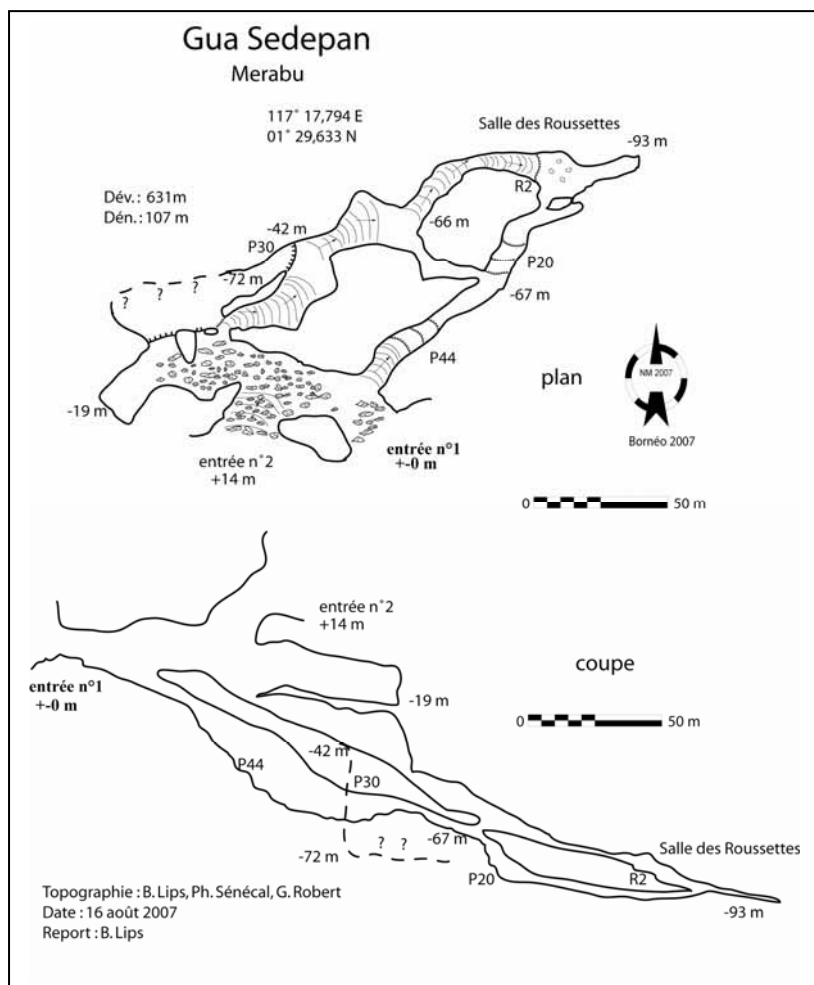 Gua Sedepan
Merabu
117° 17,794 E
01° 29,633 N
Salle des Roussettes
-93 m
Dév.: 631m
Dén.: 107 m
R2
-42 m
-66 m
P30
P20
-72 m
? ? ?
-67 m
P44
plan
NM 2007
-19 m
Bornéo 2007
entrée n°1
+-0 m
entrée n°2
+14 m
0 50 m
entrée n°2
+14 m
coupe
entrée n°1
+-0 m
-19 m
0 50 m
-42 m
P44
P30
-67 m
? ?
-72 m
Salle des Roussettes
P20
R2
-93 m
Topographie : B. Lips, Ph. Sénécal, G. Robert
Date : 16 août 2007
Report : B. Lips